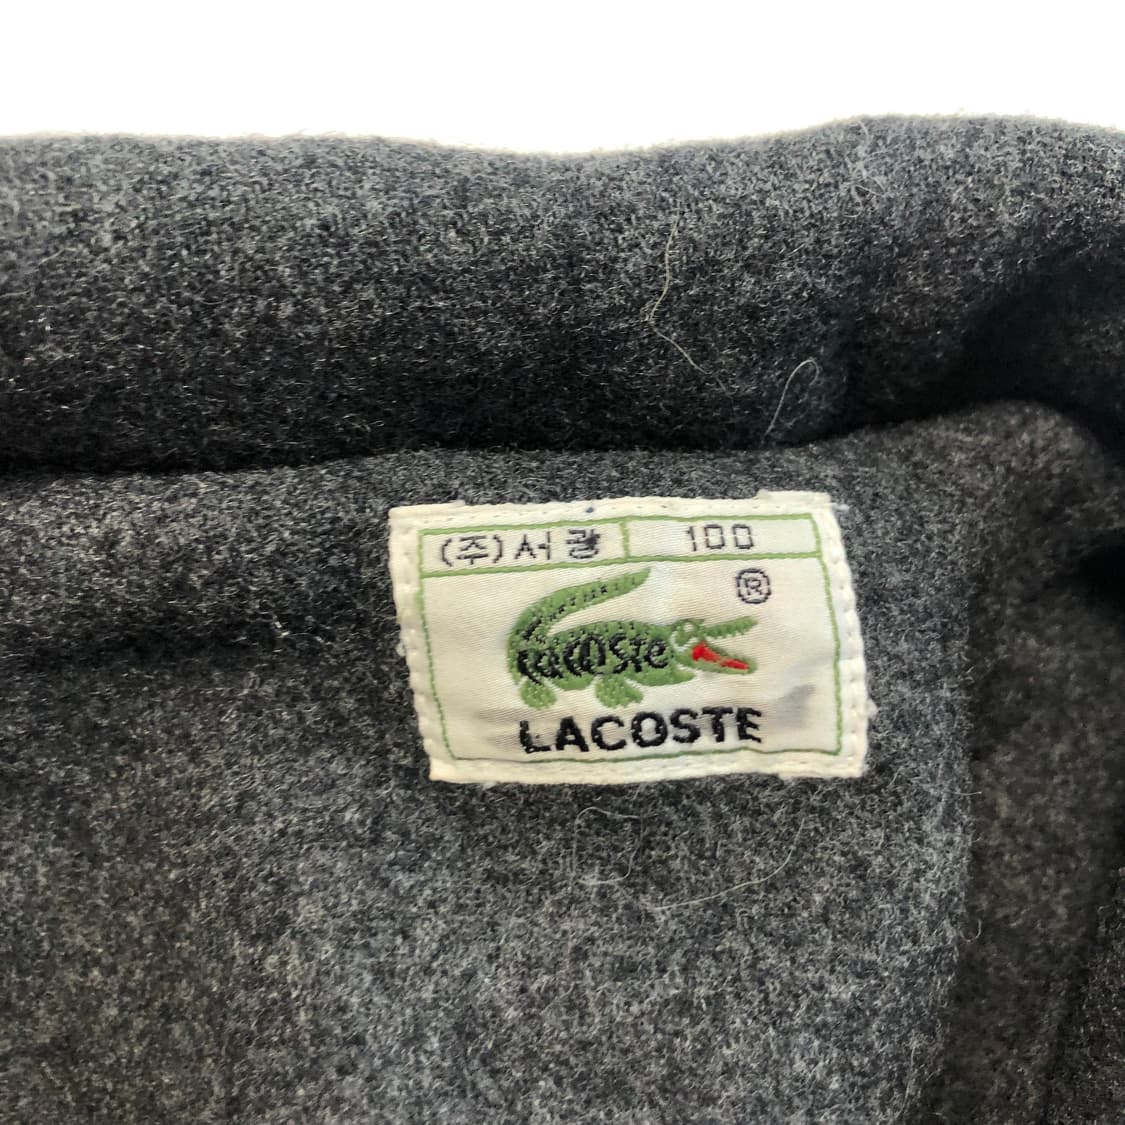 (주)서광 100
®
Lacoste
LACOSTE